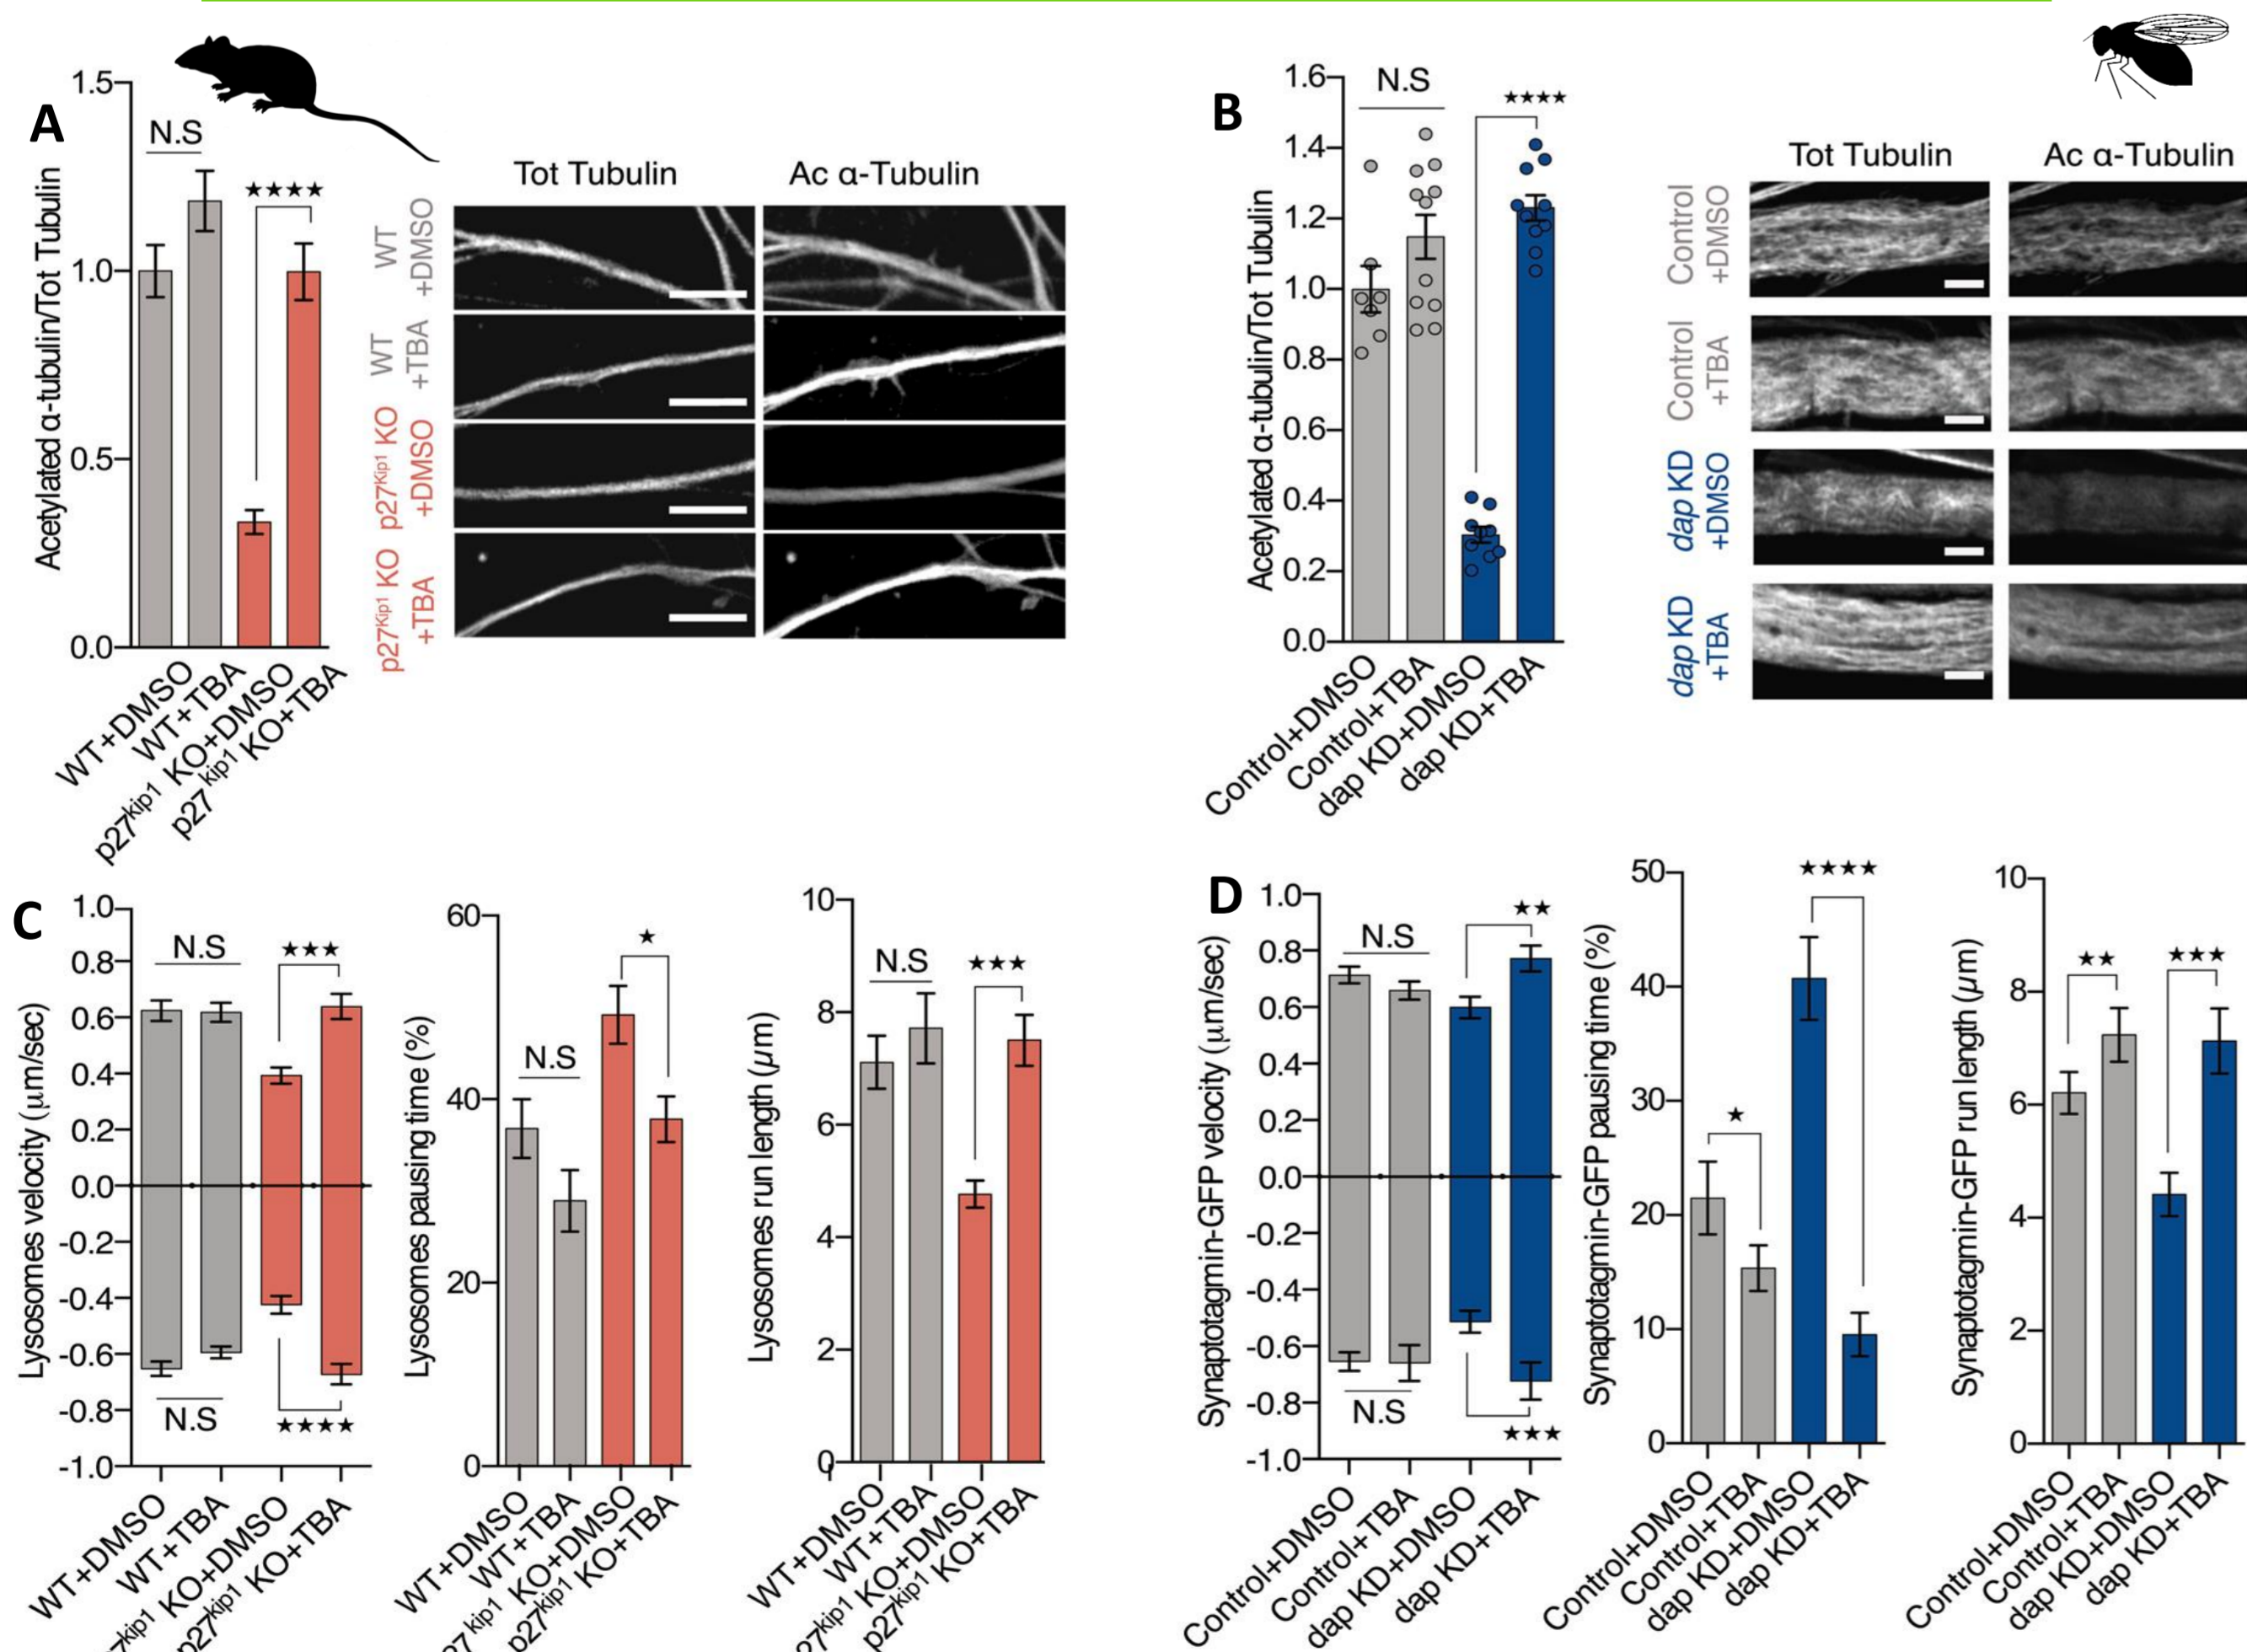 A
1.5
1.0
0.5
0.0
Acetylated α-tubulin/Tot Tubulin
N.S
★★★★
WT+DMSO
WT+TBA
p27kip1 KO+DMSO
p27kip1 KO+TBA
Tot Tubulin
Ac α-Tubulin
WT
+DMSO
WT
+TBA
p27Kip1 KO
+DMSO
p27Kip1 KO
+TBA
B
1.6
1.4
1.2
1.0
0.8
0.6
0.4
0.2
0.0
Acetylated α-tubulin/Tot Tubulin
N.S
★★★★
Control+DMSO
Control+TBA
dap KD+DMSO
dap KD+TBA
Tot Tubulin
Ac α-Tubulin
Control
+DMSO
Control
+TBA
dap KD
+DMSO
dap KD
+TBA
C
1.0
0.8
0.6
0.4
0.2
0.0
-0.2
-0.4
-0.6
-0.8
-1.0
Lysosomes velocity (μm/sec)
N.S
★★★
N.S
★★★★
WT+DMSO
WT+TBA
7kip1 KO+DMSO
p27kip1 KO+TBA
60
40
20
0
Lysosomes pausing time (%)
N.S
★
WT+DMSO
WT+TBA
27kip1 KO+DMSO
p27kip1 KO+TBA
10
8
6
4
2
0
Lysosomes run length (μm)
N.S
★★★
WT+DMSO
WT+TBA
27kip1 KO+DMSO
p27kip1 KO+TBA
D
1.0
0.8
0.6
0.4
0.2
0.0
-0.2
-0.4
-0.6
-0.8
-1.0
Synaptotagmin-GFP velocity (μm/sec)
N.S
★★
N.S
★★★
Control+DMSO
Control+TBA
dap KD+DMSO
dap KD+TBA
50
40
30
20
10
0
Synaptotagmin-GFP pausing time (%)
★
★★★★
Control+DMSO
Control+TBA
dap KD+DMSO
dap KD+TBA
10
8
6
4
2
0
Synaptotagmin-GFP run length (μm)
★★
★★★
Control+DMSO
Control+TBA
dap KD+DMSO
dap KD+TBA